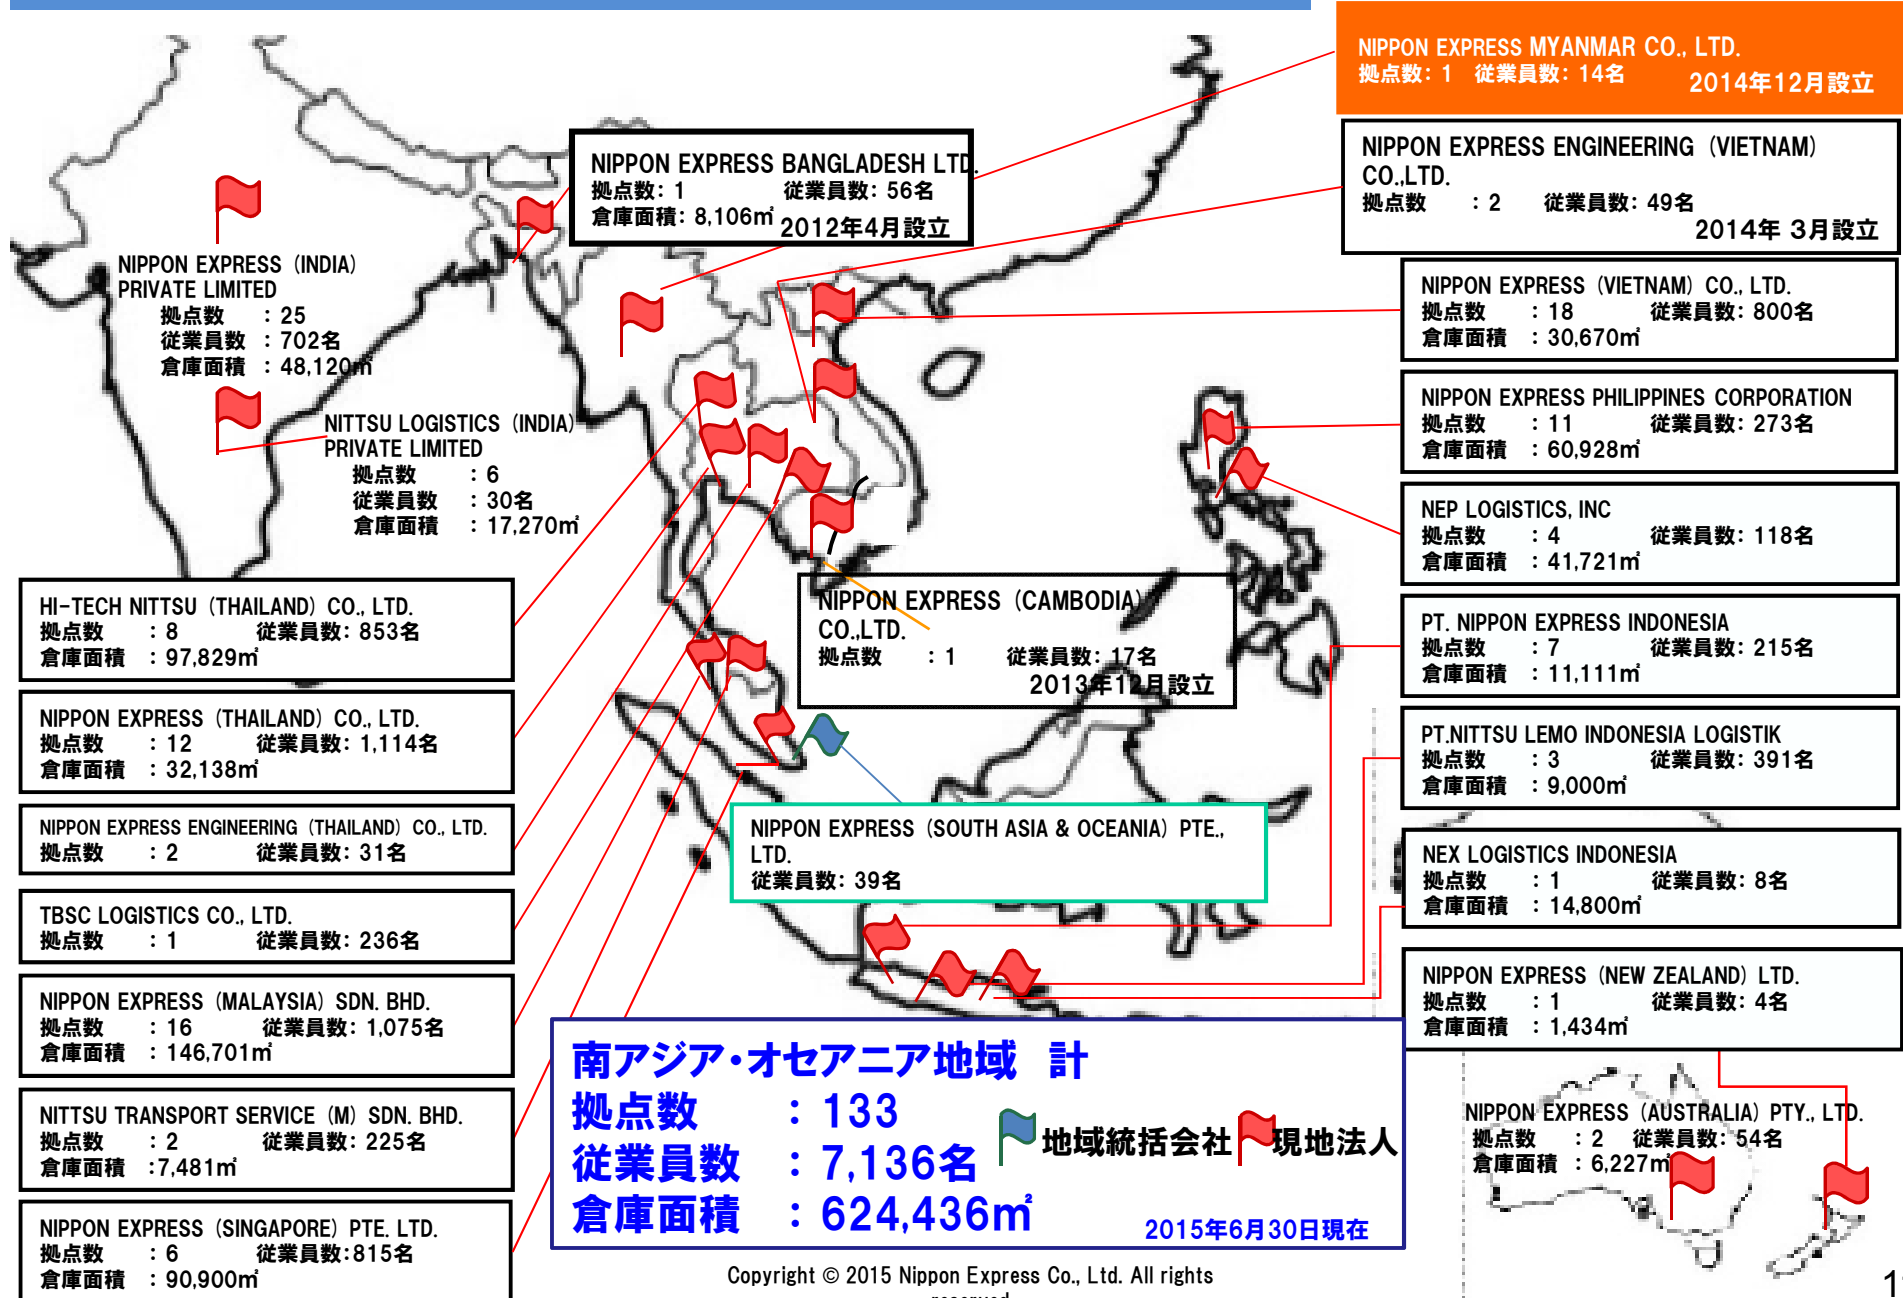 NIPPON EXPRESS MYANMAR CO., LTD.
拠点数: 1 従業員数: 14名
2014年12月設立
NIPPON EXPRESS ENGINEERING (VIETNAM)
CO.,LTD.
拠点数 : 2 従業員数: 49名
2014年 3月設立
NIPPON EXPRESS BANGLADESH LTD.
拠点数: 1 従業員数: 56名
倉庫面積: 8,106㎡
2012年4月設立
NIPPON EXPRESS (INDIA)
PRIVATE LIMITED
拠点数 : 25
従業員数 : 702名
倉庫面積 : 48,120㎡
NITTSU LOGISTICS (INDIA)
PRIVATE LIMITED
拠点数 : 6
従業員数 : 30名
倉庫面積 : 17,270㎡
NIPPON EXPRESS (VIETNAM) CO., LTD.
拠点数 : 18 従業員数: 800名
倉庫面積 : 30,670㎡
NIPPON EXPRESS PHILIPPINES CORPORATION
拠点数 : 11 従業員数: 273名
倉庫面積 : 60,928㎡
NEP LOGISTICS, INC
拠点数 : 4 従業員数: 118名
倉庫面積 : 41,721㎡
PT. NIPPON EXPRESS INDONESIA
拠点数 : 7 従業員数: 215名
倉庫面積 : 11,111㎡
PT.NITTSU LEMO INDONESIA LOGISTIK
拠点数 : 3 従業員数: 391名
倉庫面積 : 9,000㎡
NEX LOGISTICS INDONESIA
拠点数 : 1 従業員数: 8名
倉庫面積 : 14,800㎡
NIPPON EXPRESS (NEW ZEALAND) LTD.
拠点数 : 1 従業員数: 4名
倉庫面積 : 1,434㎡
NIPPON EXPRESS (AUSTRALIA) PTY., LTD.
拠点数 : 2 従業員数: 54名
倉庫面積 : 6,227㎡
HI-TECH NITTSU (THAILAND) CO., LTD.
拠点数 : 8 従業員数: 853名
倉庫面積 : 97,829㎡
NIPPON EXPRESS (THAILAND) CO., LTD.
拠点数 : 12 従業員数: 1,114名
倉庫面積 : 32,138㎡
NIPPON EXPRESS ENGINEERING (THAILAND) CO., LTD.
拠点数 : 2 従業員数: 31名
TBSC LOGISTICS CO., LTD.
拠点数 : 1 従業員数: 236名
NIPPON EXPRESS (MALAYSIA) SDN. BHD.
拠点数 : 16 従業員数: 1,075名
倉庫面積 : 146,701㎡
NITTSU TRANSPORT SERVICE (M) SDN. BHD.
拠点数 : 2 従業員数: 225名
倉庫面積 :7,481㎡
NIPPON EXPRESS (SINGAPORE) PTE. LTD.
拠点数 : 6 従業員数:815名
倉庫面積 : 90,900㎡
NIPPON EXPRESS (CAMBODIA)
CO.,LTD.
拠点数 : 1 従業員数: 17名
2013年12月設立
NIPPON EXPRESS (SOUTH ASIA & OCEANIA) PTE.,
LTD.
従業員数: 39名
南アジア・オセアニア地域 計
拠点数 : 133
従業員数 : 7,136名
倉庫面積 : 624,436㎡
地域統括会社 現地法人
2015年6月30日現在
Copyright © 2015 Nippon Express Co., Ltd. All rights